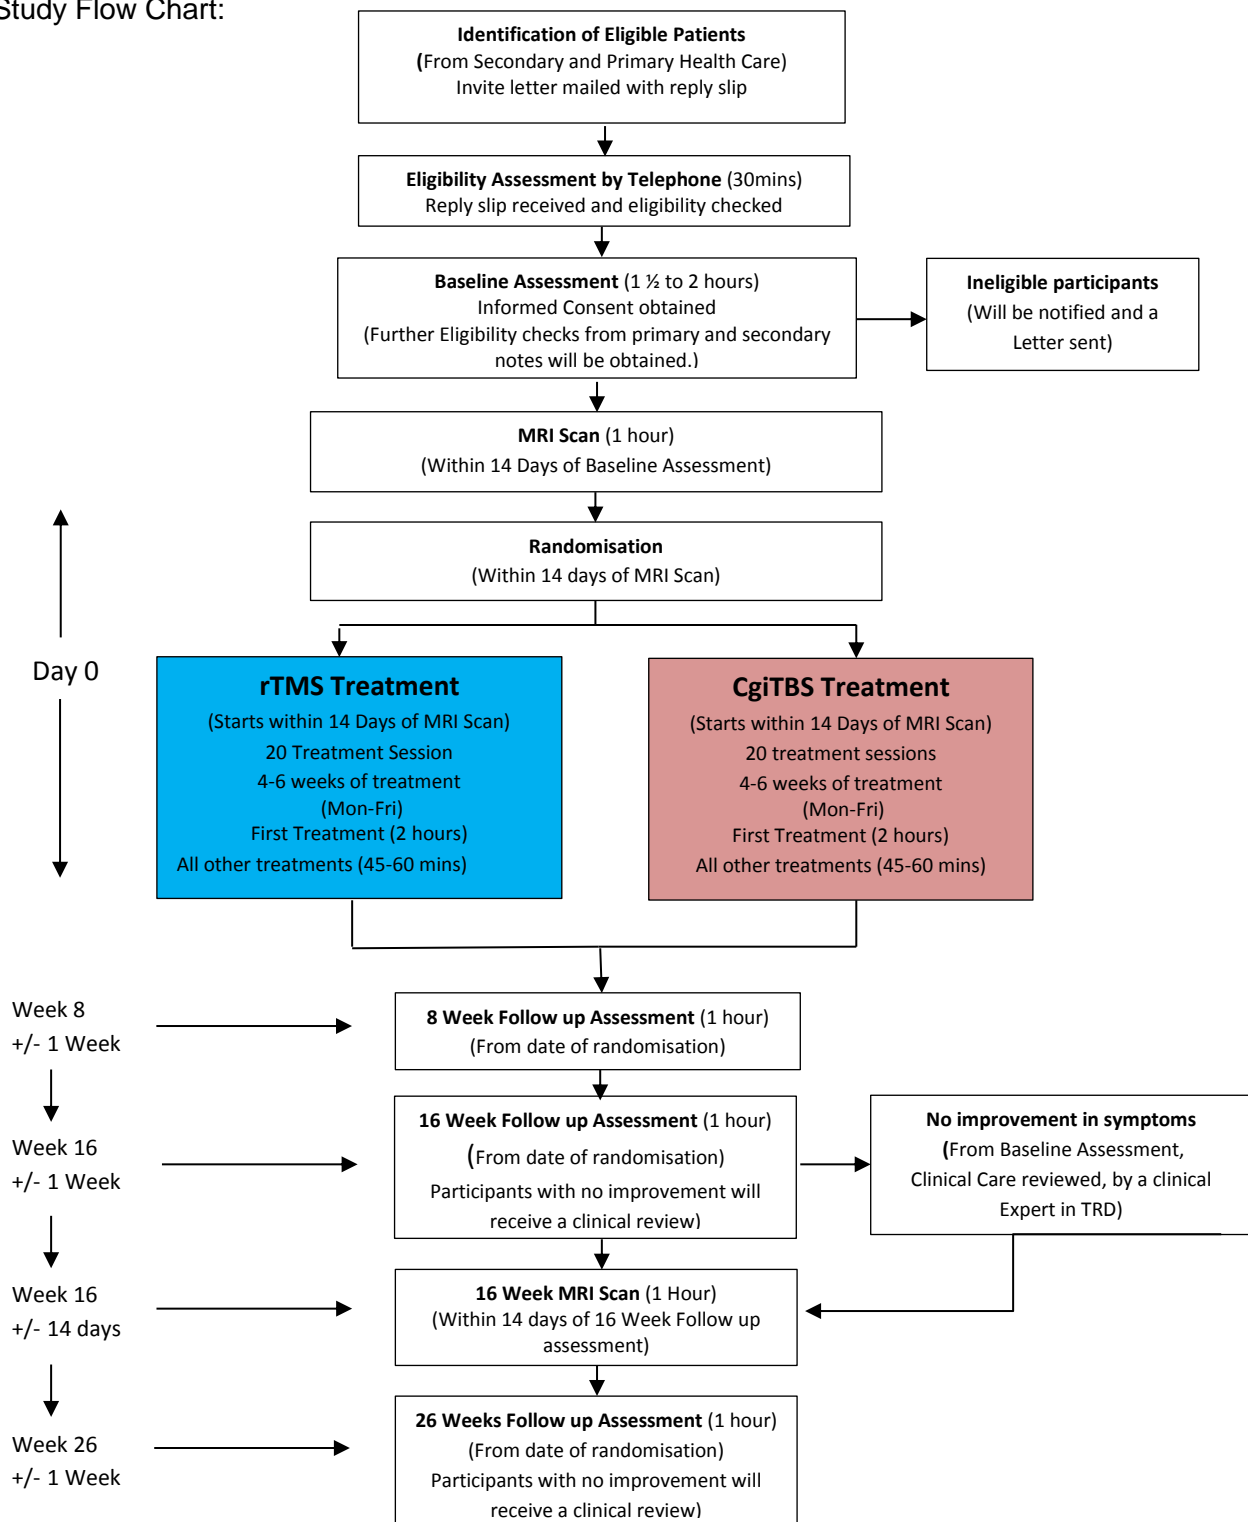 Study Flow Chart:
Identification of Eligible Patients
(From Secondary and Primary Health Care)
Invite letter mailed with reply slip
Eligibility Assessment by Telephone (30mins)
Reply slip received and eligibility checked
Baseline Assessment (1 ½ to 2 hours)
Informed Consent obtained
(Further Eligibility checks from primary and secondary
notes will be obtained.)
Ineligible participants
(Will be notified and a
Letter sent)
MRI Scan (1 hour)
(Within 14 Days of Baseline Assessment)
Randomisation
(Within 14 days of MRI Scan)
Day 0
rTMS Treatment
(Starts within 14 Days of MRI Scan)
20 Treatment Session
4-6 weeks of treatment
(Mon-Fri)
First Treatment (2 hours)
All other treatments (45-60 mins)
CgiTBS Treatment
(Starts within 14 Days of MRI Scan)
20 treatment sessions
4-6 weeks of treatment
(Mon-Fri)
First Treatment (2 hours)
All other treatments (45-60 mins)
Week 8
+/- 1 Week
8 Week Follow up Assessment (1 hour)
(From date of randomisation)
Week 16
+/- 1 Week
16 Week Follow up Assessment (1 hour)
(From date of randomisation)
Participants with no improvement will
receive a clinical review)
No improvement in symptoms
(From Baseline Assessment,
Clinical Care reviewed, by a clinical
Expert in TRD)
Week 16
+/- 14 days
16 Week MRI Scan (1 Hour)
(Within 14 days of 16 Week Follow up
assessment)
Week 26
+/- 1 Week
26 Weeks Follow up Assessment (1 hour)
(From date of randomisation)
Participants with no improvement will
receive a clinical review)